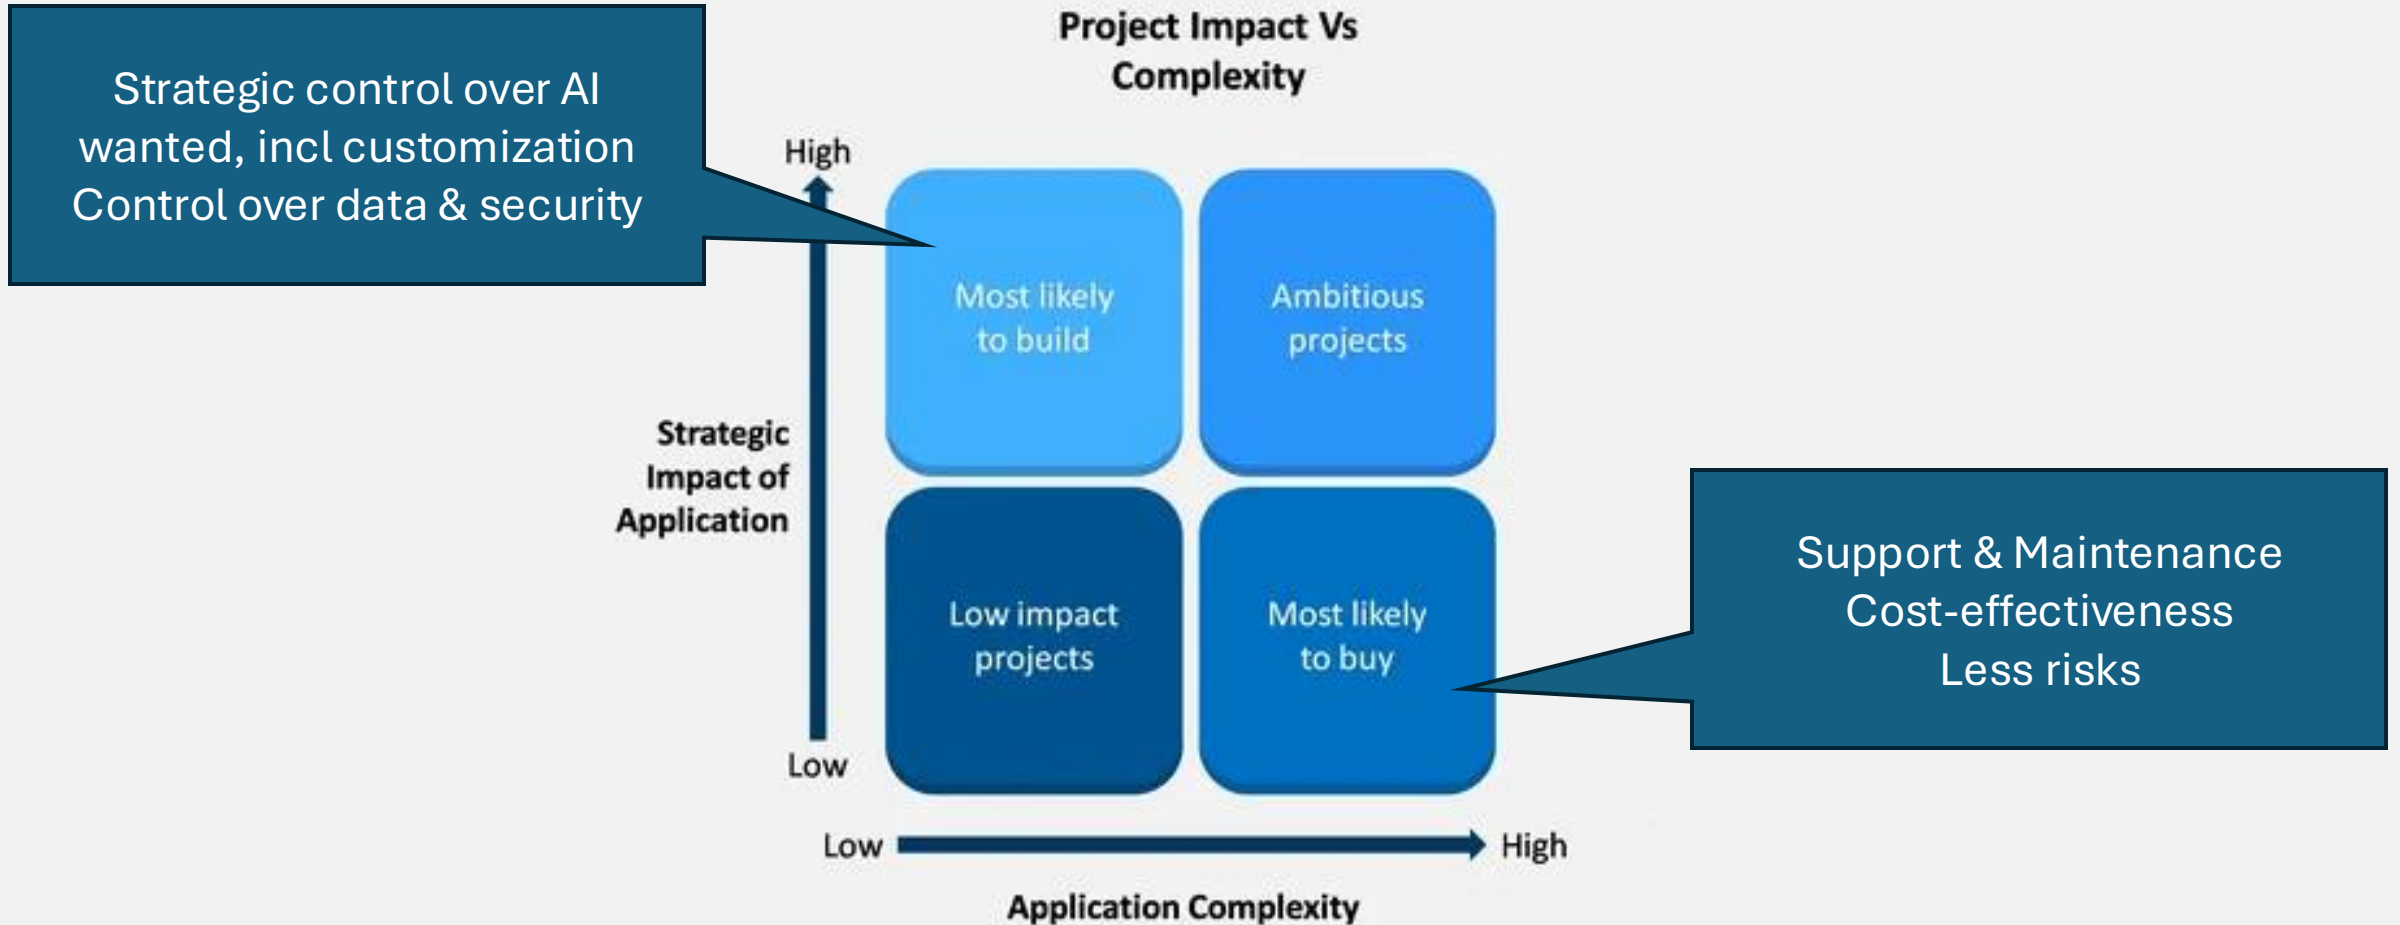 Project Impact Vs
Complexity
Strategic control over AI
wanted, incl customization
Control over data & security
High
Most likely
to build
Ambitious
projects
Strategic
Impact of
Application
Low impact
projects
Most likely
to buy
Support & Maintenance
Cost-effectiveness
Less risks
Low
Low
High
Application Complexity